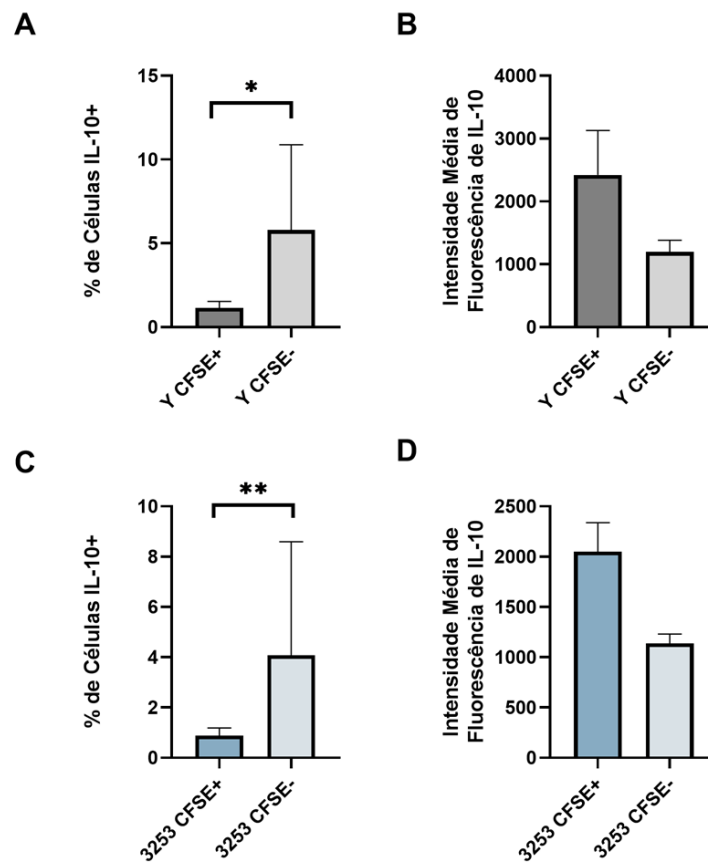 A
% de Células IL-10+
15
10
5
0
*
Y CFSE+
Y CFSE-
B
Intensidade Média de
Fluorescência de IL-10
4000
3000
2000
1000
0
Y CFSE+
Y CFSE-
C
% de Células IL-10+
10
8
6
4
2
0
**
3253 CFSE+
3253 CFSE-
D
Intensidade Média de
Fluorescência de IL-10
2500
2000
1500
1000
500
0
3253 CFSE+
3253 CFSE-